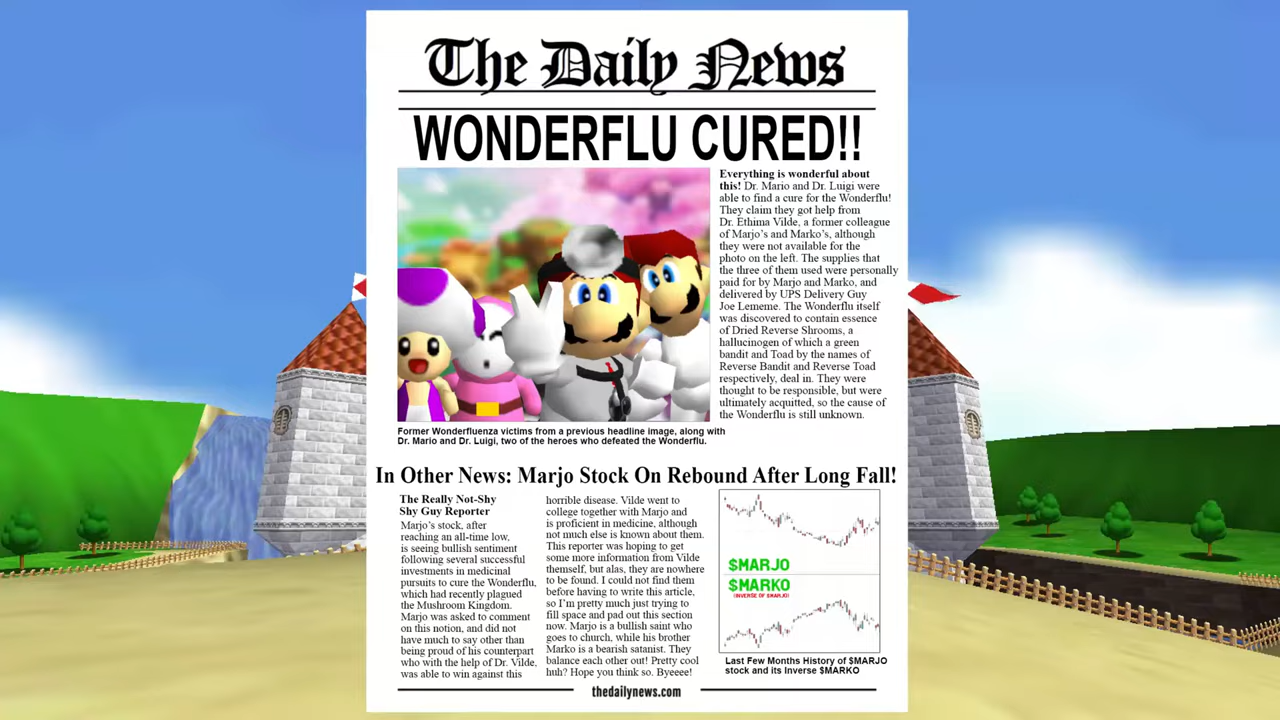 The Daily News
WONDERFLU CURED!!
Everything is wonderful about
this! Dr. Mario and Dr. Luigi were
able to find a cure for the Wonderflu!
They claim they got help from
Dr. Ethima Vilde, a former colleague
of Marjo's and Marko's, although
they were not available for the
photo on the left. The supplies that
the three of them used were personally
paid for by Marjo and Marko, and
delivered by UPS Delivery Guy
Joe Lememe. The Wonderflu itself
was discovered to contain essence
of Dried Reverse Shrooms, a
hallucinogen of which a green
bandit and Toad by the names of
Reverse Bandit and Reverse Toad
respectively, deal in. They were
thought to be responsible, but were
ultimately acquitted, so the cause of
the Wonderflu is still unknown.
Former Wonderfluenza victims from a previous headline image, along with
Dr. Mario and Dr. Luigi, two of the heroes who defeated the Wonderflu.
In Other News: Marjo Stock On Rebound After Long Fall!
The Really Not-Shy
Shy Guy Reporter
Marjo's stock, after
reaching an all-time low,
is seeing bullish sentiment
following several successful
investments in medicinal
pursuits to cure the Wonderflu,
which had recently plagued
the Mushroom Kingdom.
Marjo was asked to comment
on this notion, and did not
have much to say other than
being proud of his counterpart
who with the help of Dr. Vilde,
was able to win against this
horrible disease. Vilde went to
college together with Marjo and
is proficient in medicine, although
not much else is known about them.
This reporter was hoping to get
some more information from Vilde
themself, but alas, they are nowhere
to be found. I could not find them
before having to write this article,
so I'm pretty much just trying to
fill space and pad out this section
now. Marjo is a bullish saint who
goes to church, while his brother
Marko is a bearish satanist. They
balance each other out! Pretty cool
huh? Hope you think so. Byeeee!
$MARJO
$MARKO
(INVERSE OF $MARJO)
Last Few Months History of $MARJO
stock and its Inverse $MARKO
thedailynews.com